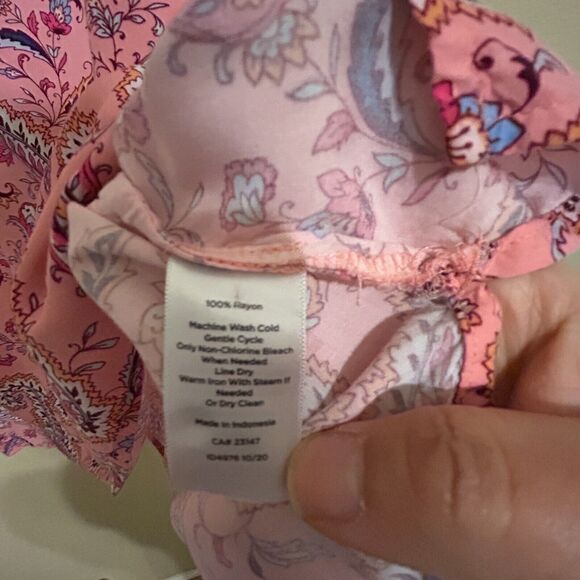 100% Rayon
Machine Wash Cold
Gentle Cycle
Only Non-Chlorine Bleach
When Needed
Line Dry
Warm Iron With Steam If
Needed
Or Dry Clean
Made in Indonesia
CA# 23147
ID4976 10/20